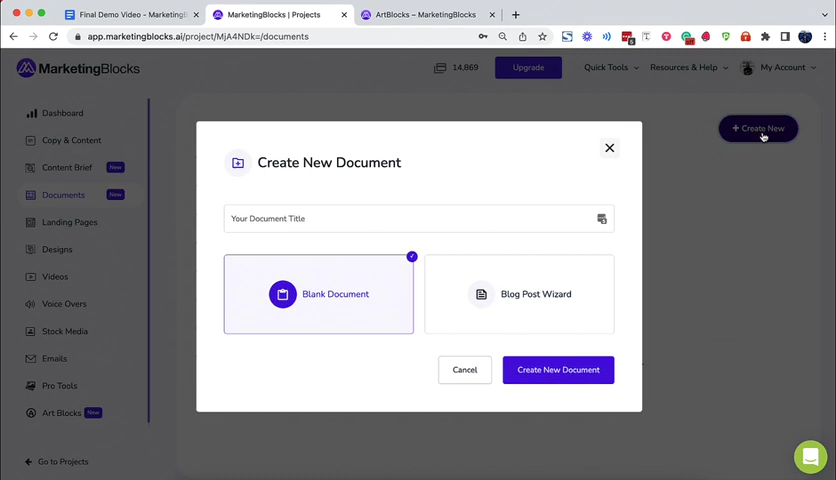 Final Demo Video - MarketingB
MarketingBlocks | Projects
ArtBlocks – MarketingBlocks
app.marketingblocks.ai/project/MjA4NDk=/documents
MarketingBlocks
14,869
Upgrade
Quick Tools
Resources & Help
My Account
Dashboard
Copy & Content
Content Brief New
Documents New
Landing Pages
Designs
Videos
Voice Overs
Stock Media
Emails
Pro Tools
Art Blocks New
Go to Projects
+ Create New
Create New Document
Your Document Title
Blank Document
Blog Post Wizard
Cancel
Create New Document